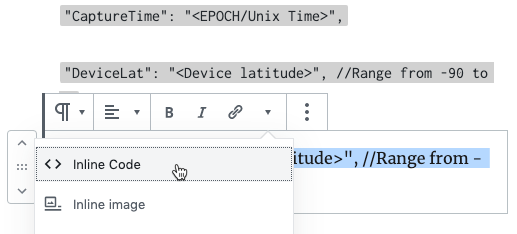 "CaptureTime": "<EPOCH/Unix Time>",
"DeviceLat": "<Device latitude>", //Range from -90 to
B I
itude>", //Range from -
Inline Code
Inline image